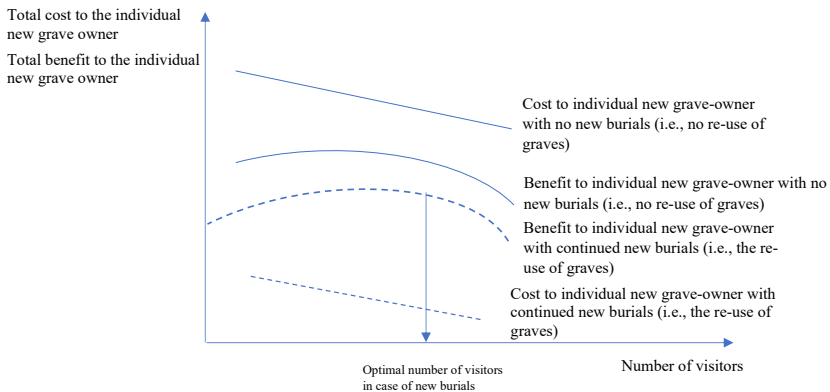 Total cost to the individual
new grave owner
Total benefit to the individual
new grave owner
Cost to individual new grave-owner
with no new burials (i.e., no re-use of
graves)
Benefit to individual new grave-owner with no
new burials (i.e., no re-use of graves)
Benefit to individual new grave-owner
with continued new burials (i.e., the re-
use of graves)
Cost to individual new grave-owner with
continued new burials (i.e., the re-use of
graves)
Number of visitors
Optimal number of visitors
in case of new burials